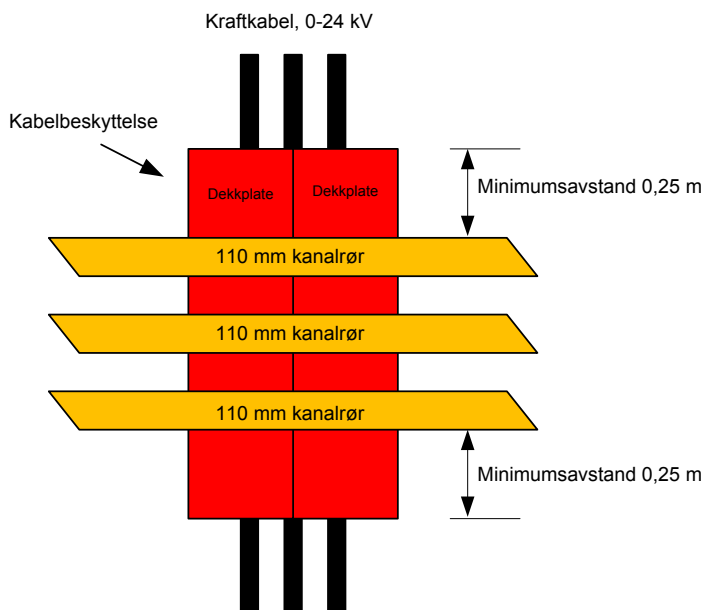 Kraftkabel, 0-24 kV
Kabelbeskyttelse
Dekkplate
Dekkplate
Minimumsavstand 0,25 m
110 mm kanalrør
110 mm kanalrør
110 mm kanalrør
Minimumsavstand 0,25 m